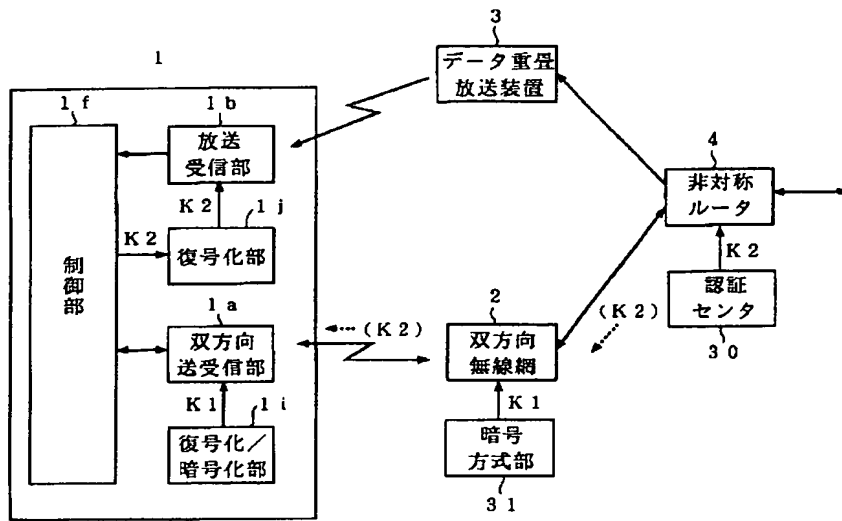 1
1f
制御部
1b
放送
受信部
K2
1j
K2
復号化部
1a
双方向
送受信部
K1
1i
復号化/
暗号化部
(K2)
3
データ重畳
放送装置
4
非対称
ルータ
K2
認証
センタ
30
(K2)
2
双方向
無線網
K1
暗号
方式部
31